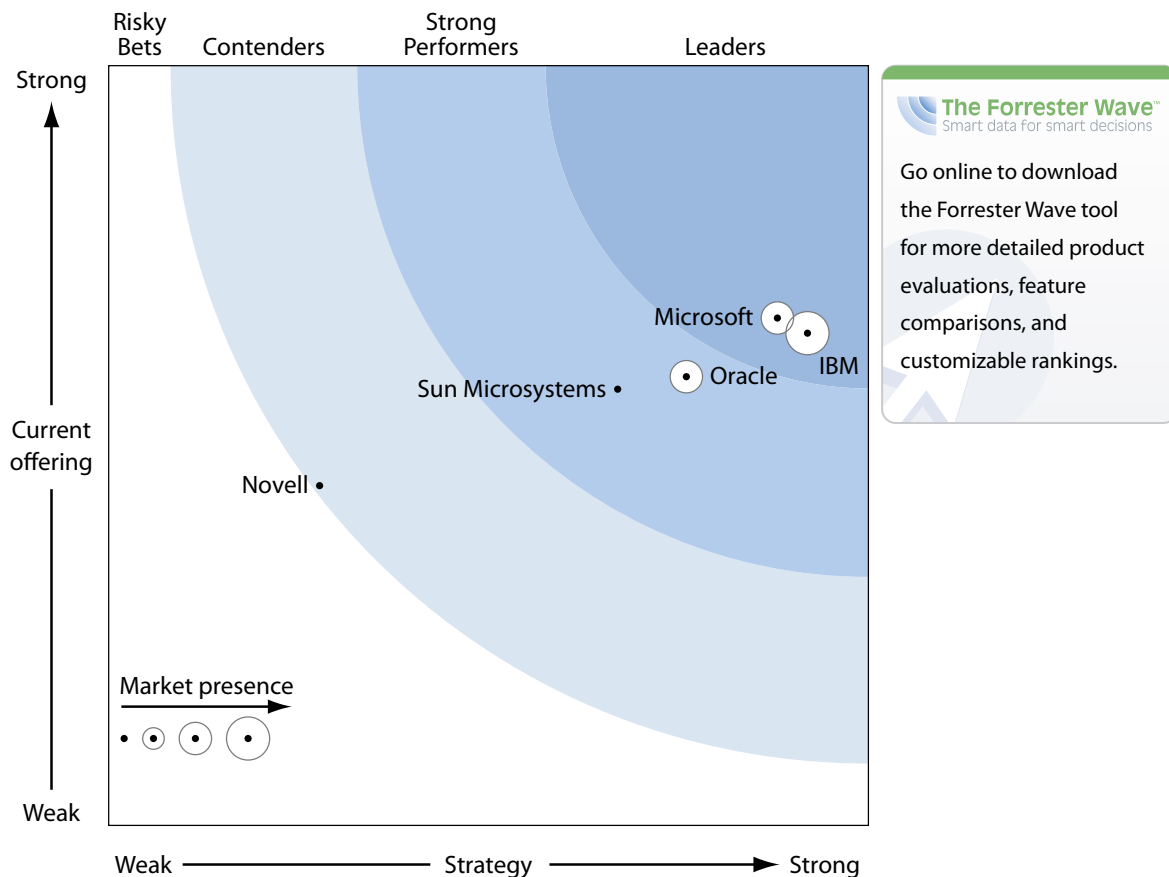 Risky
Bets
Contenders
Strong
Performers
Leaders
Strong
Current
offering
Weak
Microsoft
IBM
Oracle
Sun Microsystems
Novell
Market presence
Weak
Strategy
Strong
The Forrester Wave™
Smart data for smart decisions
Go online to download
the Forrester Wave tool
for more detailed product
evaluations, feature
comparisons, and
customizable rankings.